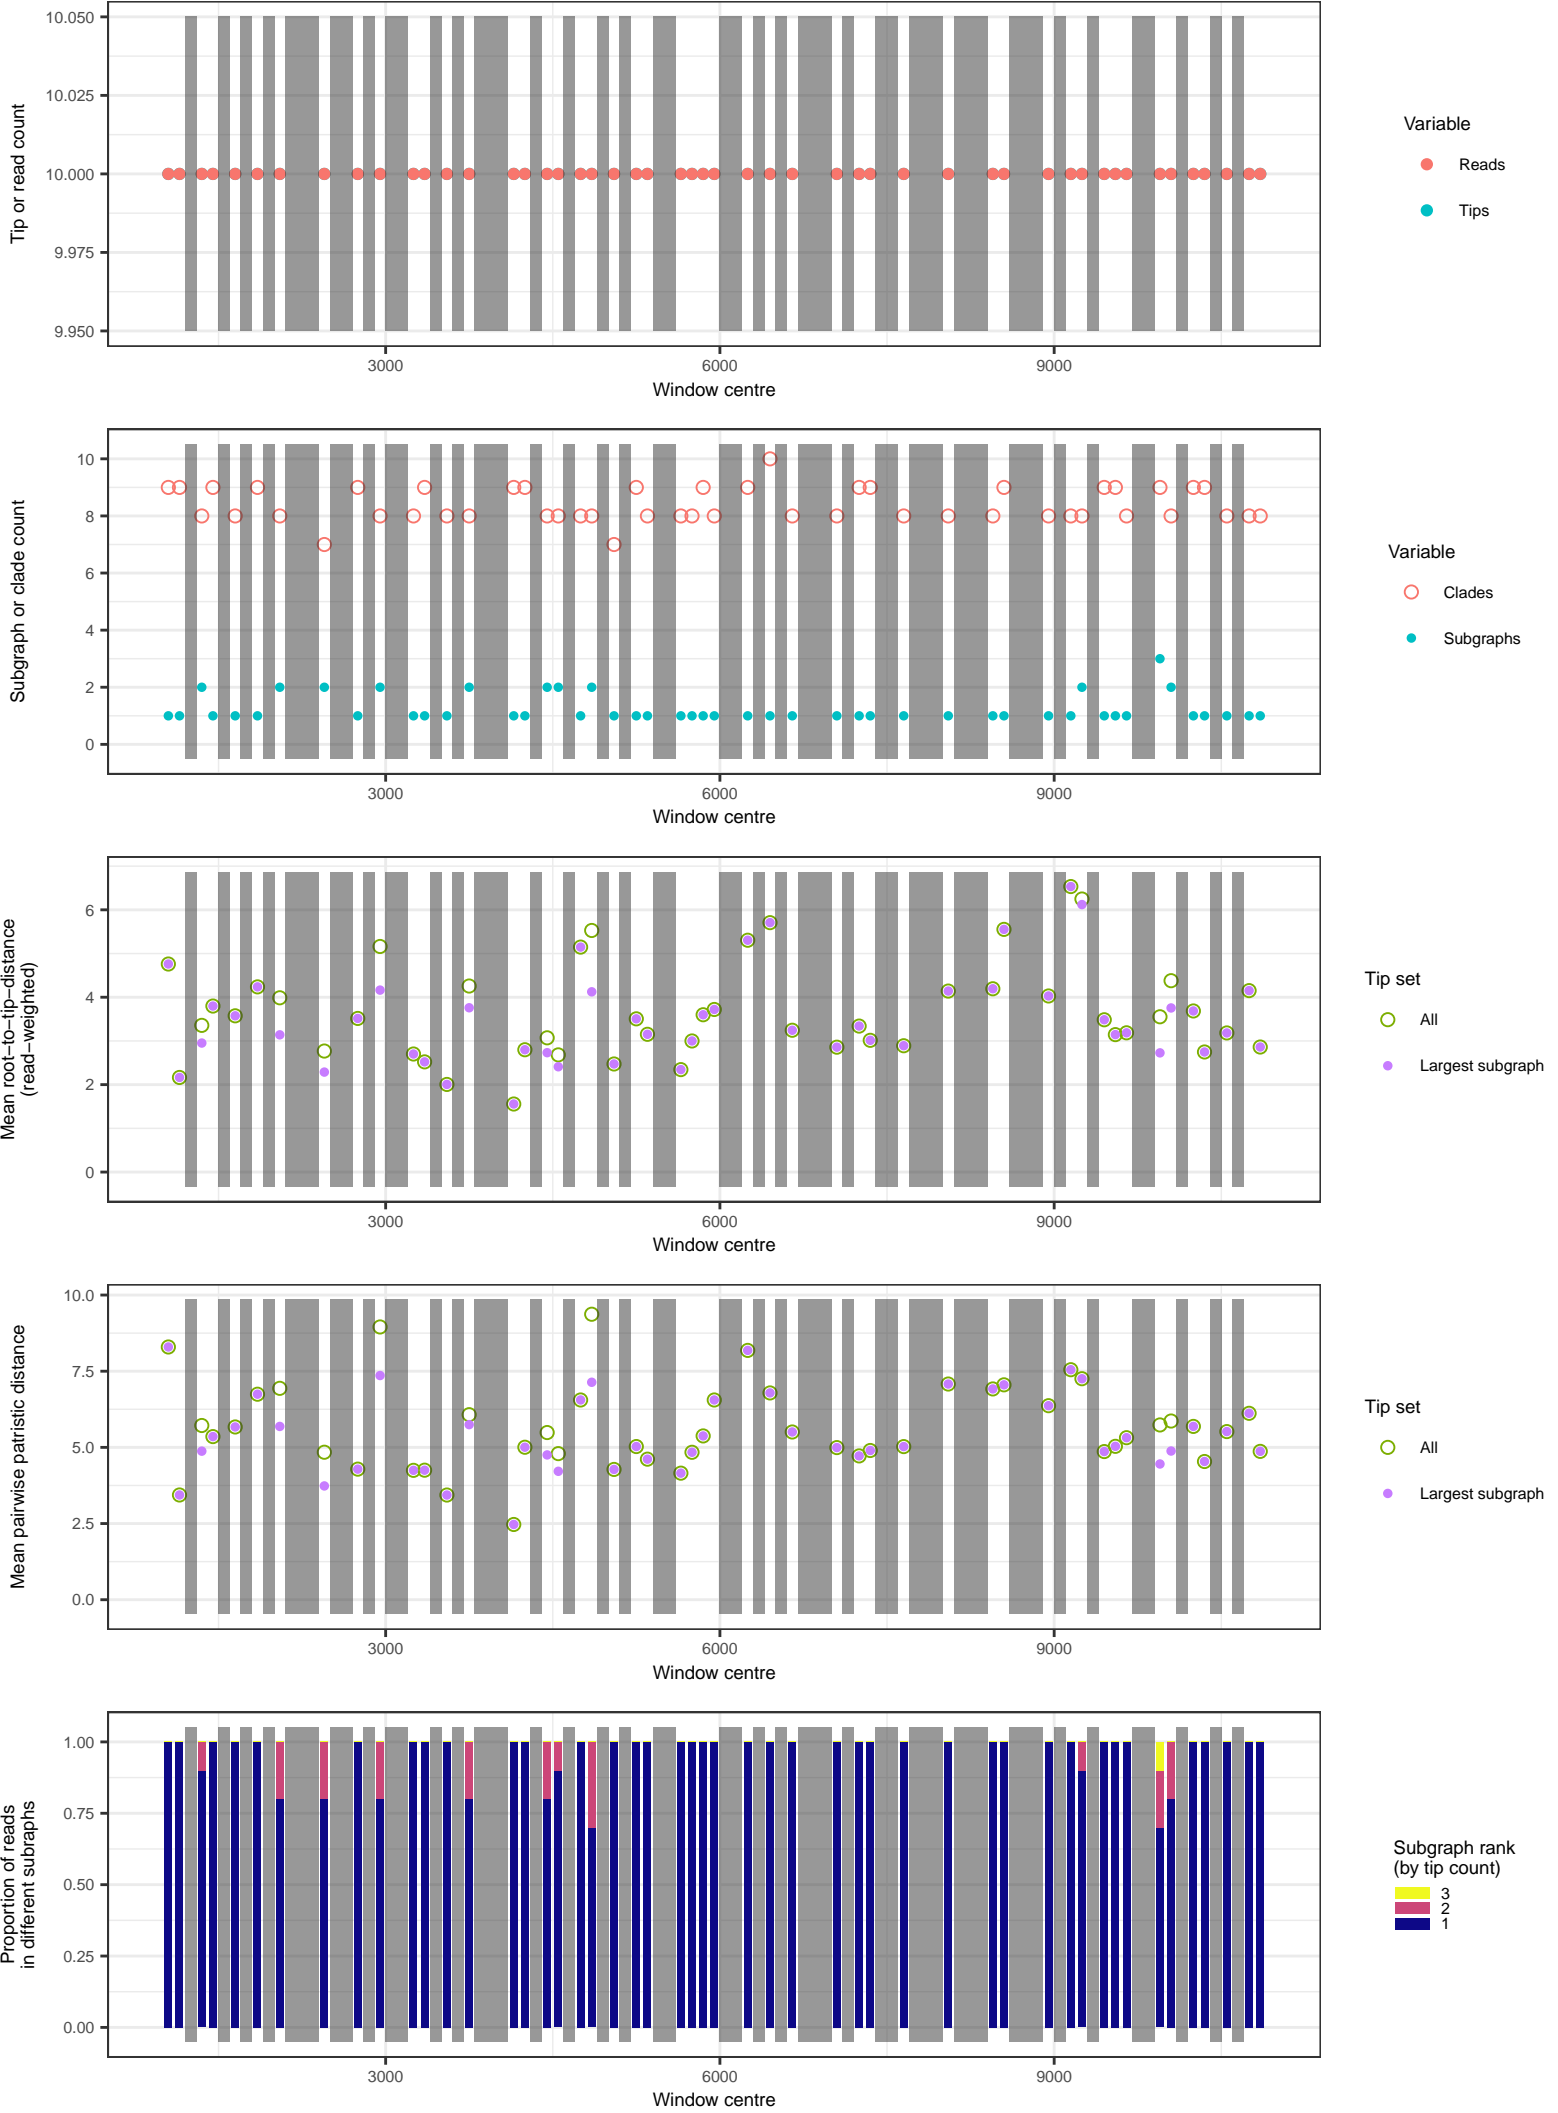 10.050
10.025
10.000
9.975
9.950
Tip or read count
3000
6000
9000
Window centre
Variable
Reads
Tips
10
8
6
4
2
0
Subgraph or clade count
3000
6000
9000
Window centre
Variable
Clades
Subgraphs
6
4
2
0
Mean root−to−tip−distance
(read−weighted)
3000
6000
9000
Window centre
Tip set
All
Largest subgraph
10.0
7.5
5.0
2.5
0.0
Mean pairwise patristic distance
3000
6000
9000
Window centre
Tip set
All
Largest subgraph
1.00
0.75
0.50
0.25
0.00
Proportion of reads
in different subraphs
3000
6000
9000
Window centre
Subgraph rank
(by tip count)
3
2
1